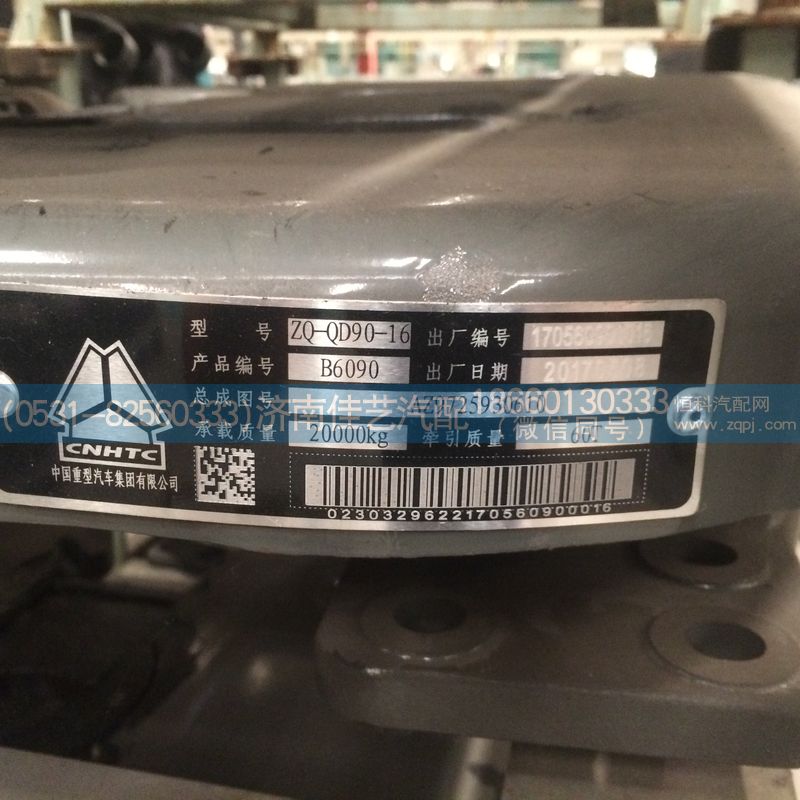 型号 ZQ-QD90-16 出厂编号
产品编号 B6090 出厂日期
总成图号
承载质量 20000kg 牵引质量 60T
(0531-82560333)济南佳艺汽配 18660130333
(微信同号)
恒科汽配网
www.zqpj.com
CNHTC
中国重型汽车集团有限公司
0230329622170560900016